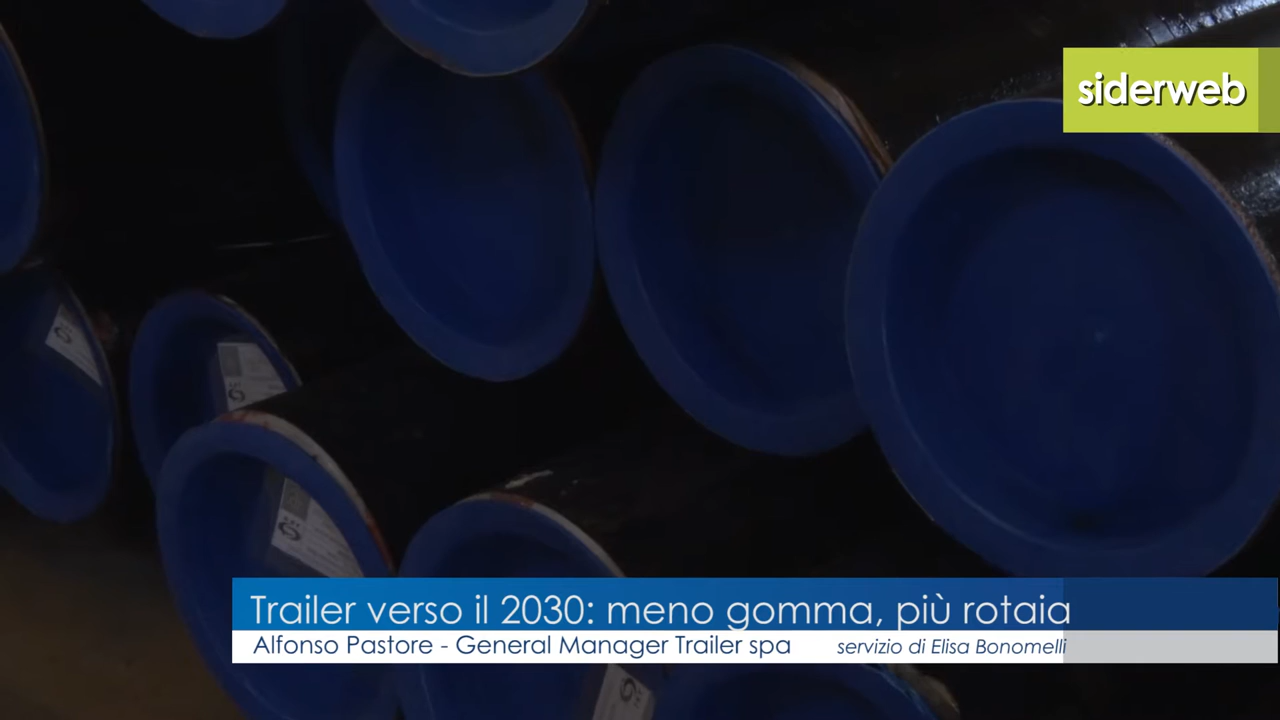 siderweb
Trailer verso il 2030: meno gomma, più rotaia
Alfonso Pastore - General Manager Trailer spa servizio di Elisa Bonomelli